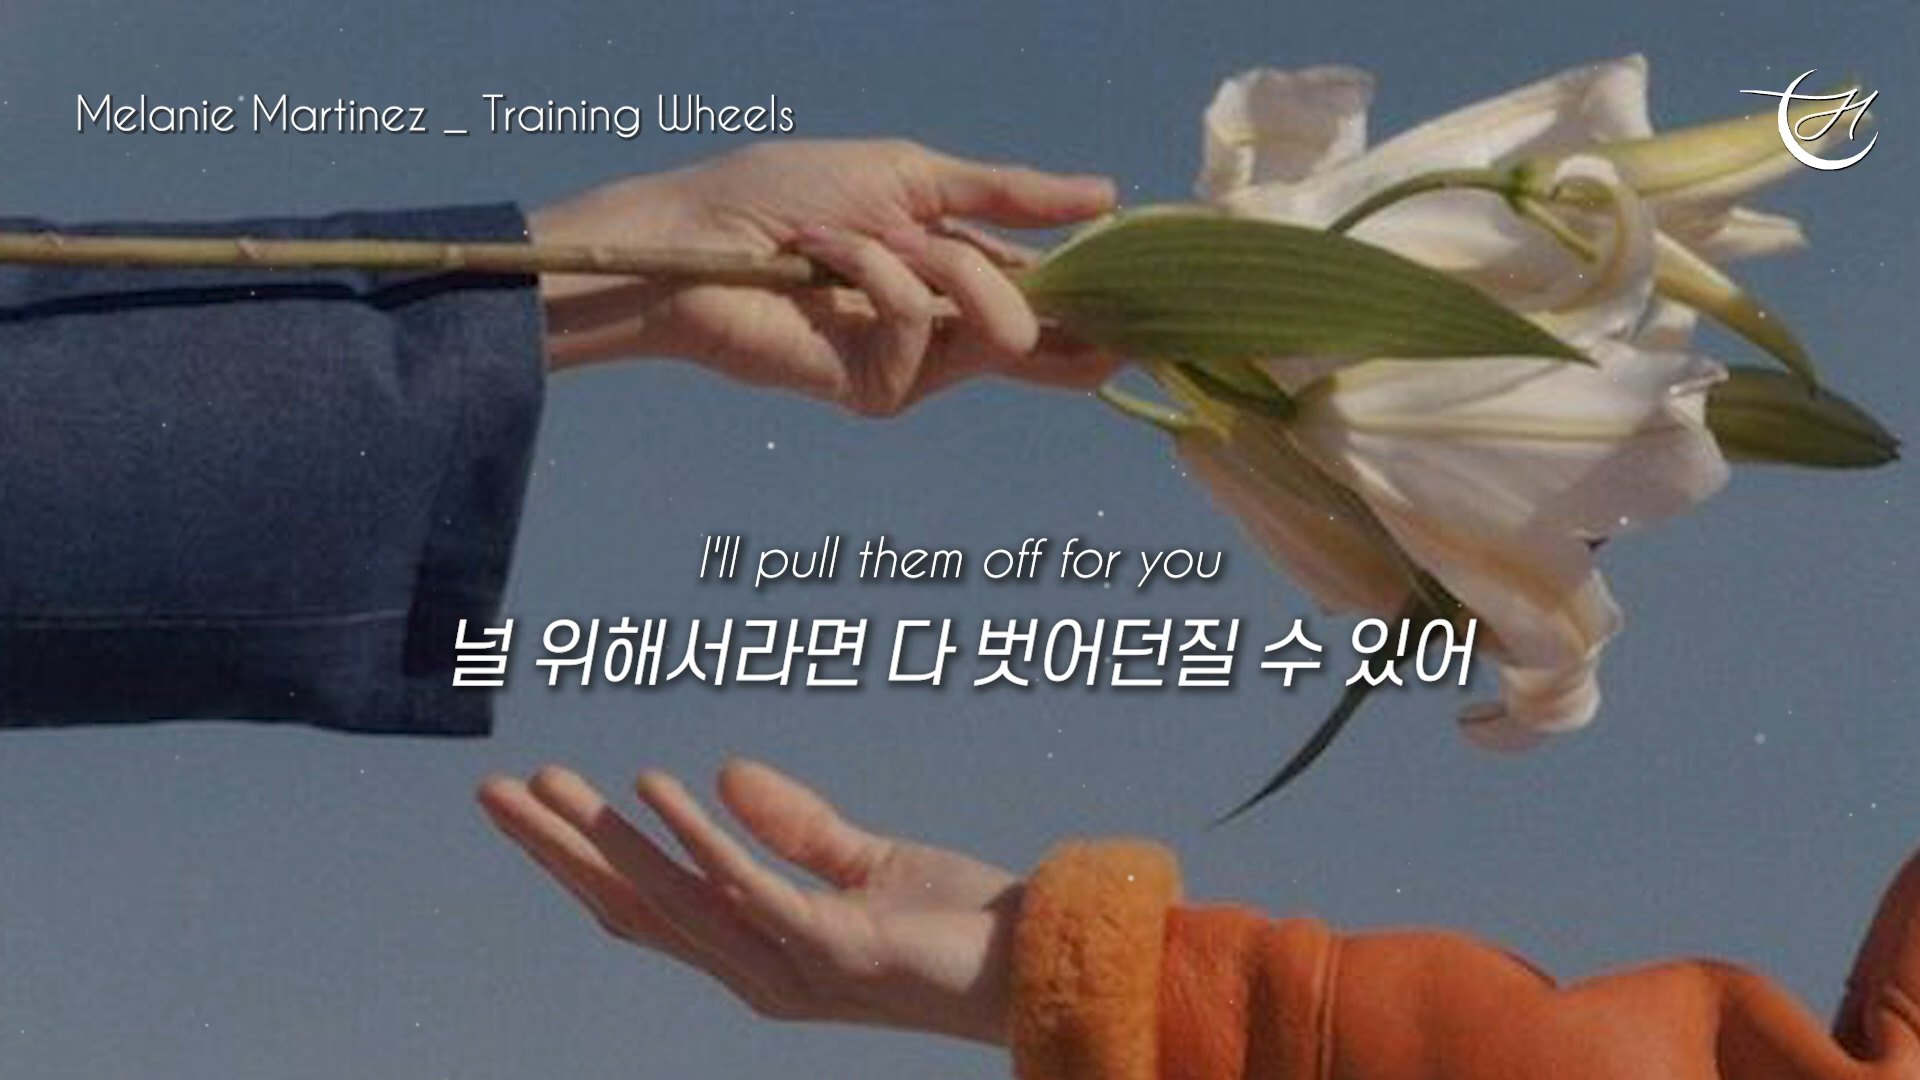 Melanie Martinez _ Training Wheels
I'll pull them off for you
널 위해서라면 다 벗어던질 수 있어